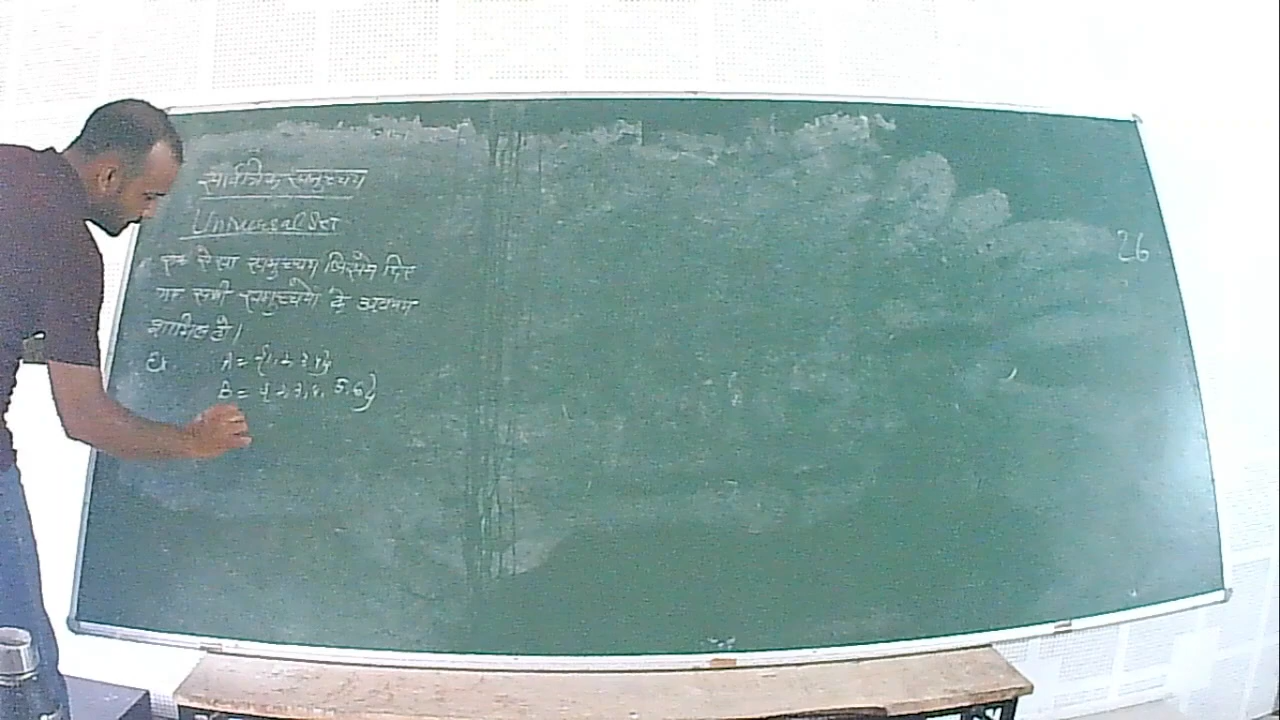 सार्वत्रिक समुच्चय
Universal Set
एक ऐसा समुच्चय जिसमें दिए
गए सभी समुच्चयों के अवयव
शामिल हो।
Ex A = {1, 2, 3, 4}
B = {2, 3, 4, 5, 6}
26